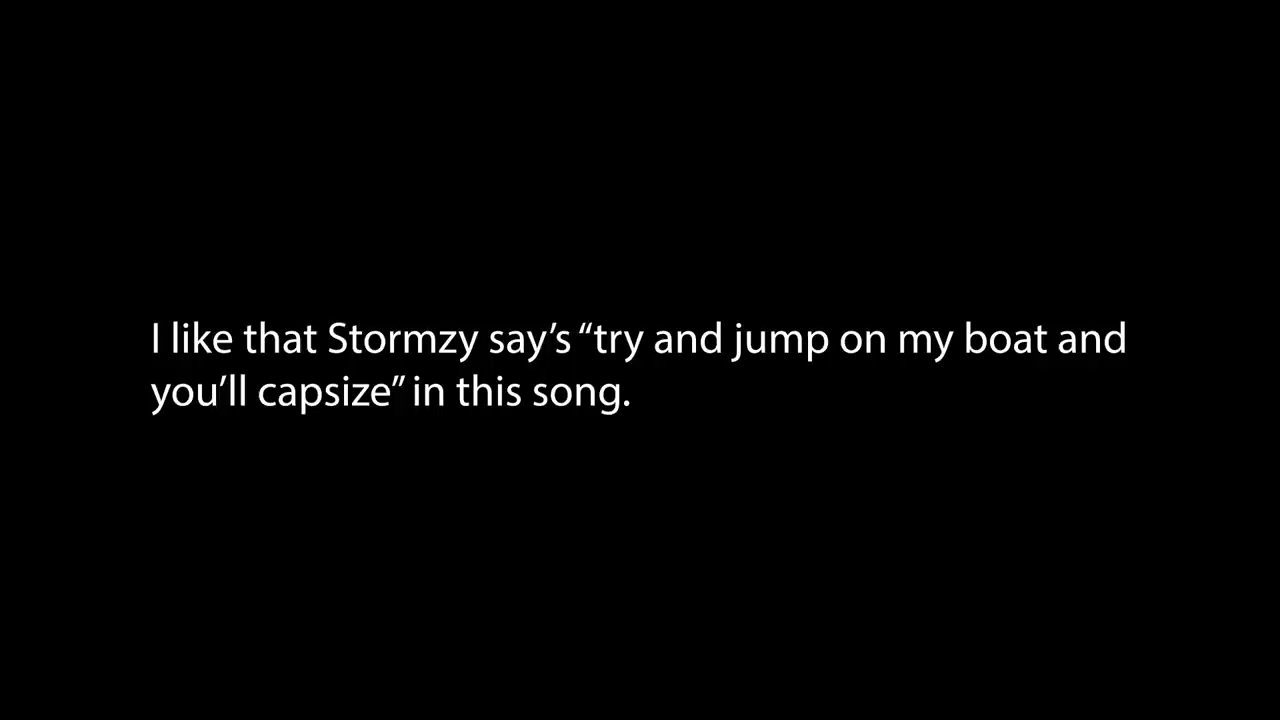 I like that Stormzy say’s “try and jump on my boat and
you’ll capsize” in this song.